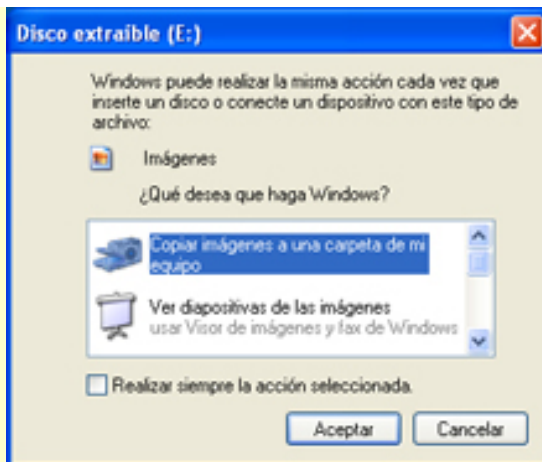 Disco extraíble (E:)
Windows puede realizar la misma acción cada vez que
inserte un disco o conecte un dispositivo con este tipo de
archivo:
Imágenes
¿Qué desea que haga Windows?
Copiar imágenes a una carpeta de mi
equipo
Ver diapositivas de las imágenes
usar Visor de imágenes y fax de Windows
Realizar siempre la acción seleccionada.
Aceptar
Cancelar